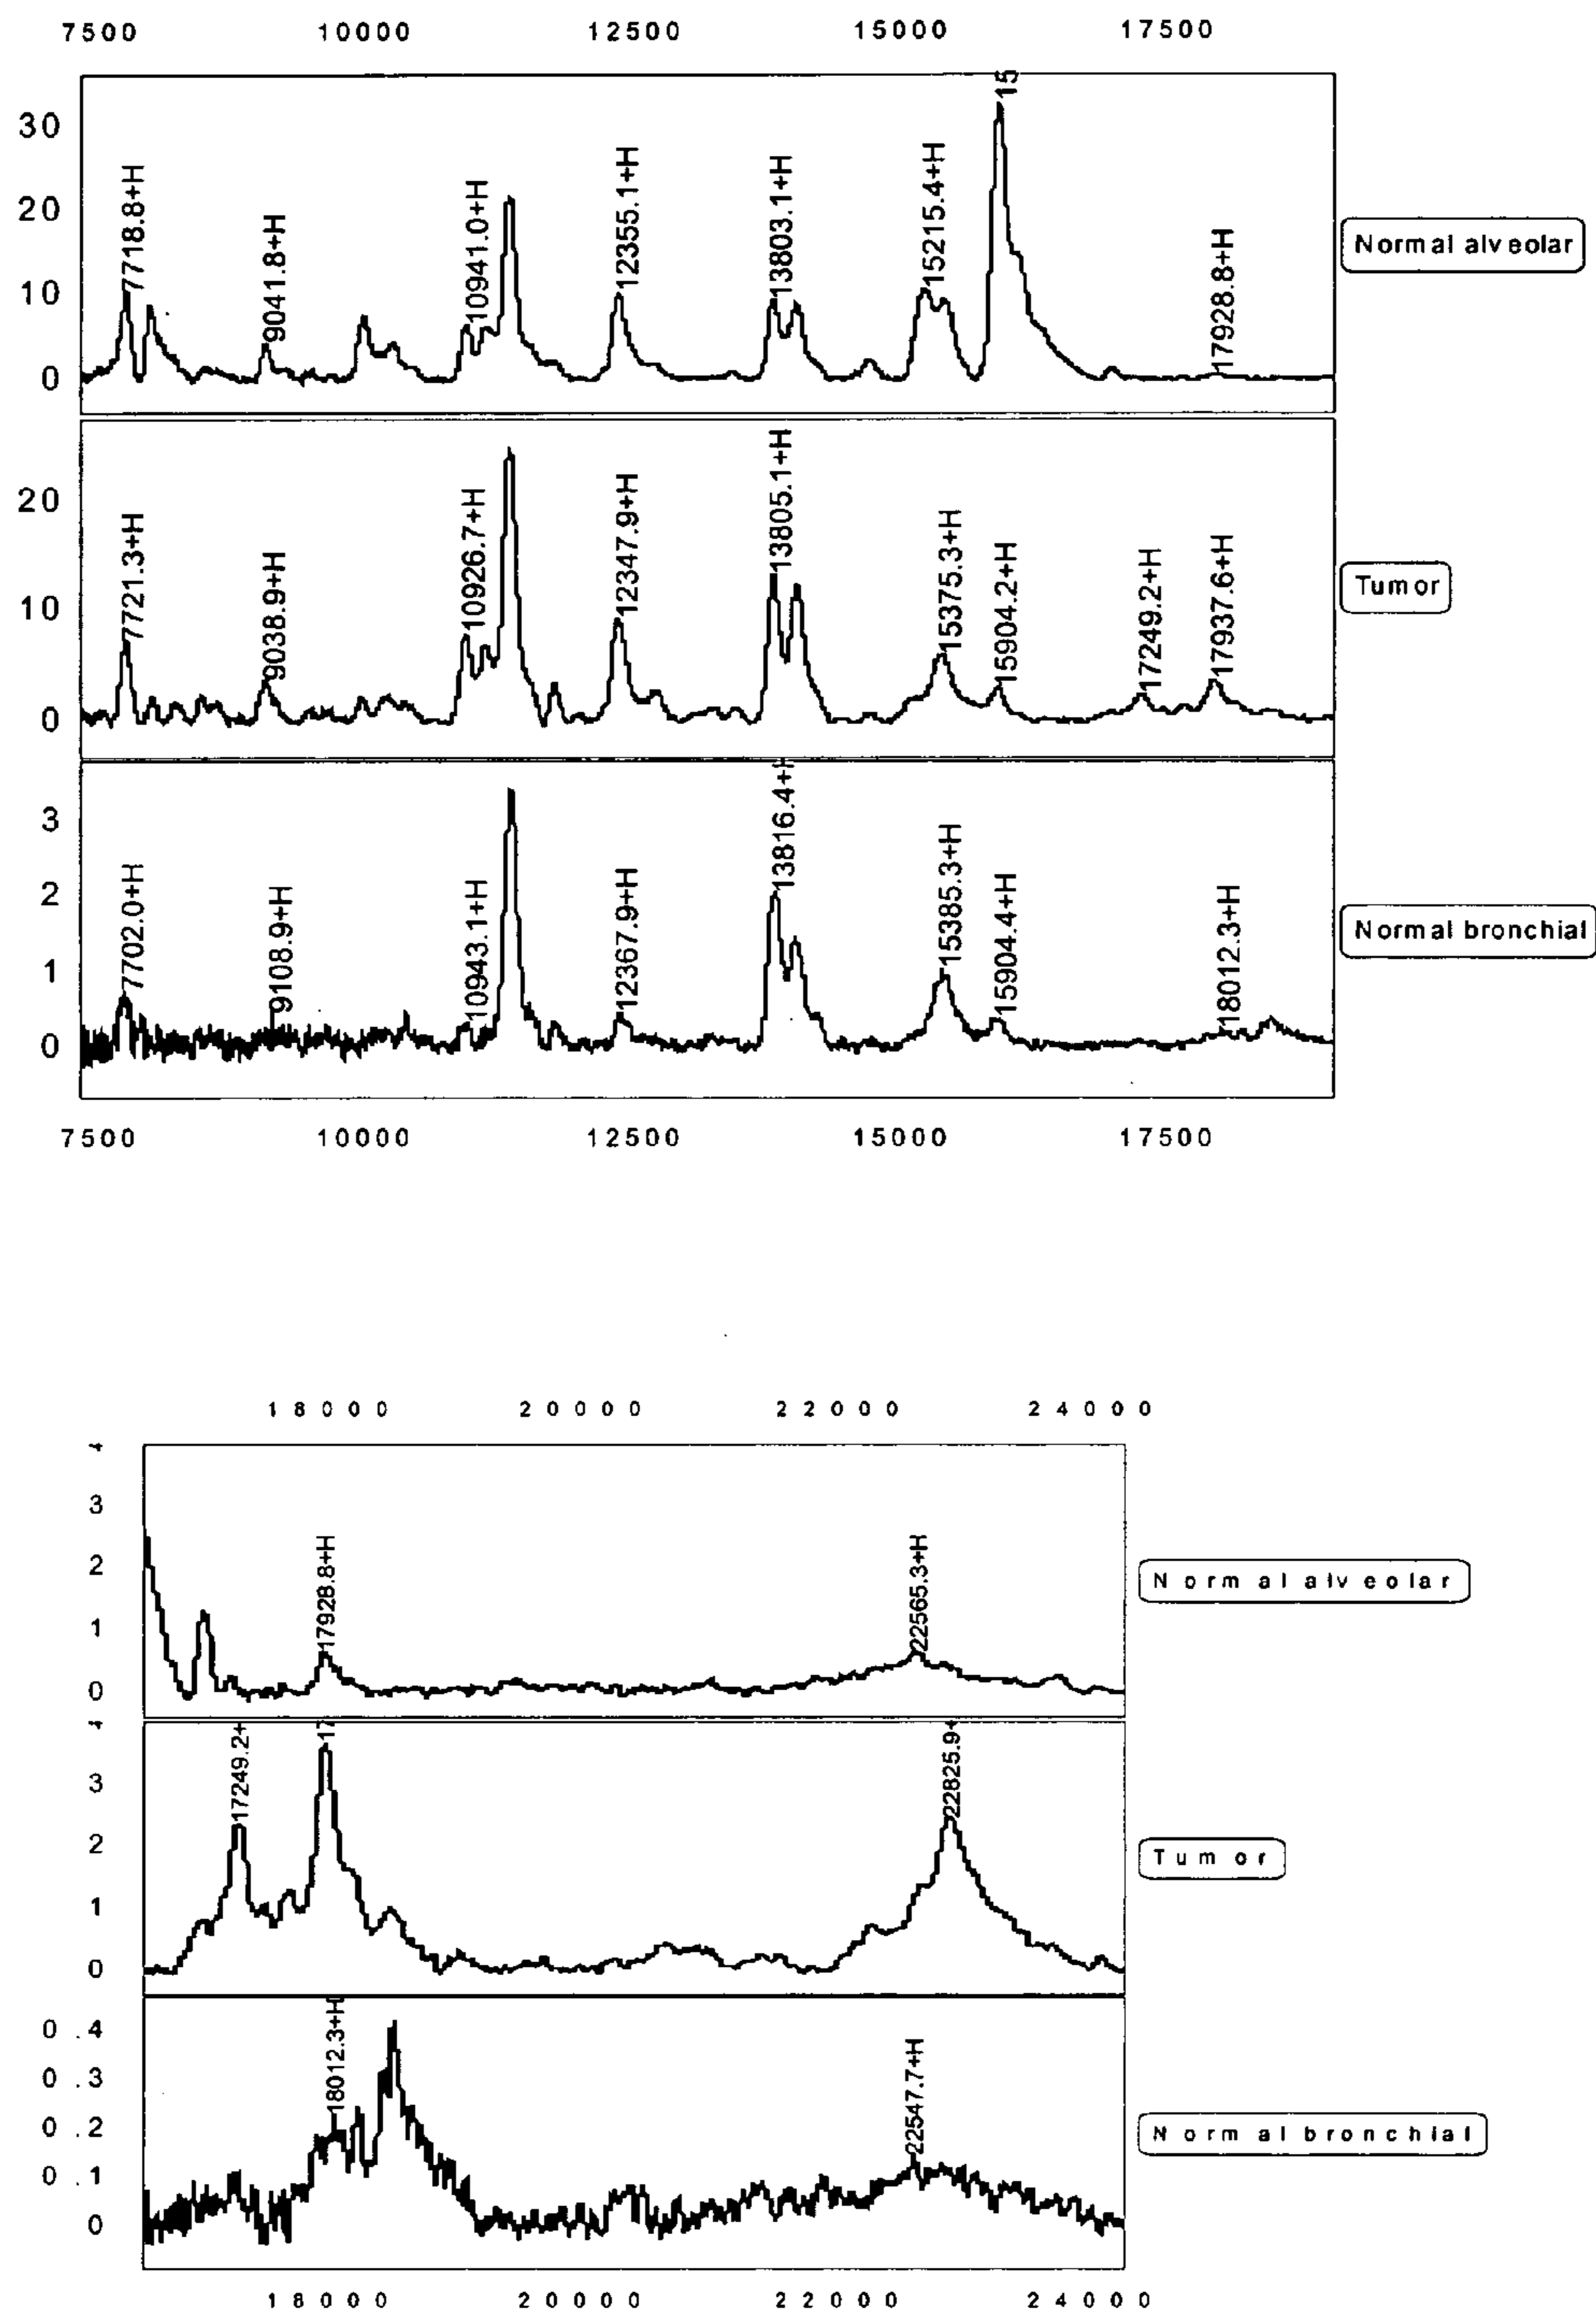 7500 10000 12500 15000 17500
30
20
10
0
7718.8+H
9041.8+H
10941.0+H
12355.1+H
13803.1+H
15215.4+H
15
17928.8+H
Normal alveolar
20
10
0
7721.3+H
9038.9+H
10926.7+H
12347.9+H
13805.1+H
15375.3+H
15904.2+H
17249.2+H
17937.6+H
Tumor
3
2
1
0
7702.0+H
9108.9+H
10943.1+H
12367.9+H
13816.4+H
15385.3+H
15904.4+H
18012.3+H
Normal bronchial
7500 10000 12500 15000 17500
18000 20000 22000 24000
4
3
2
1
0
17928.8+H
22565.3+H
Normal alveolar
4
3
2
1
0
17249.2+
17
22825.9+
Tumor
0.4
0.3
0.2
0.1
0
18012.3+H
22547.7+H
Normal bronchial
18000 20000 22000 24000